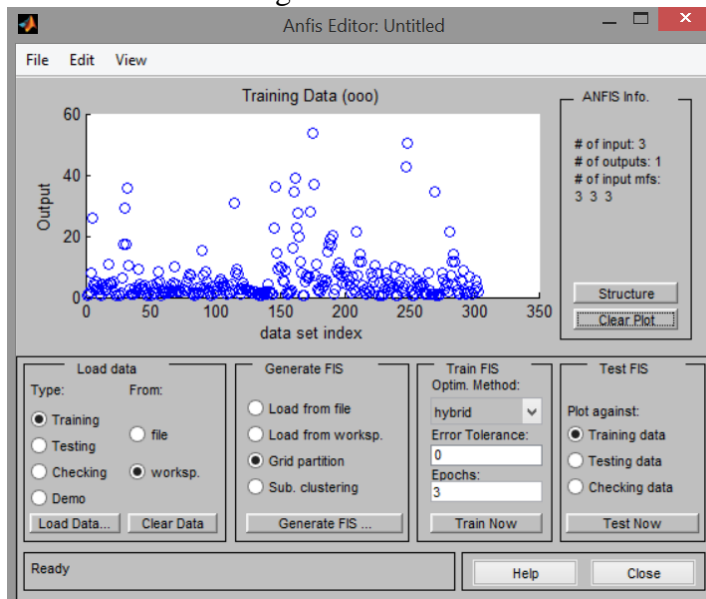 Anfis Editor: Untitled
File Edit View
Training Data (ooo)
60
40
20
0
Output
0 50 100 150 200 250 300 350
data set index
ANFIS Info.
# of input: 3
# of outputs: 1
# of input mfs:
3 3 3
Structure
Clear Plot
Load data
Type: From:
Training
Testing
Checking
Demo
file
worksp.
Load Data... Clear Data
Generate FIS
Load from file
Load from worksp.
Grid partition
Sub. clustering
Generate FIS ...
Train FIS
Optim. Method:
hybrid
Error Tolerance:
0
Epochs:
3
Train Now
Test FIS
Plot against:
Training data
Testing data
Checking data
Test Now
Ready
Help Close